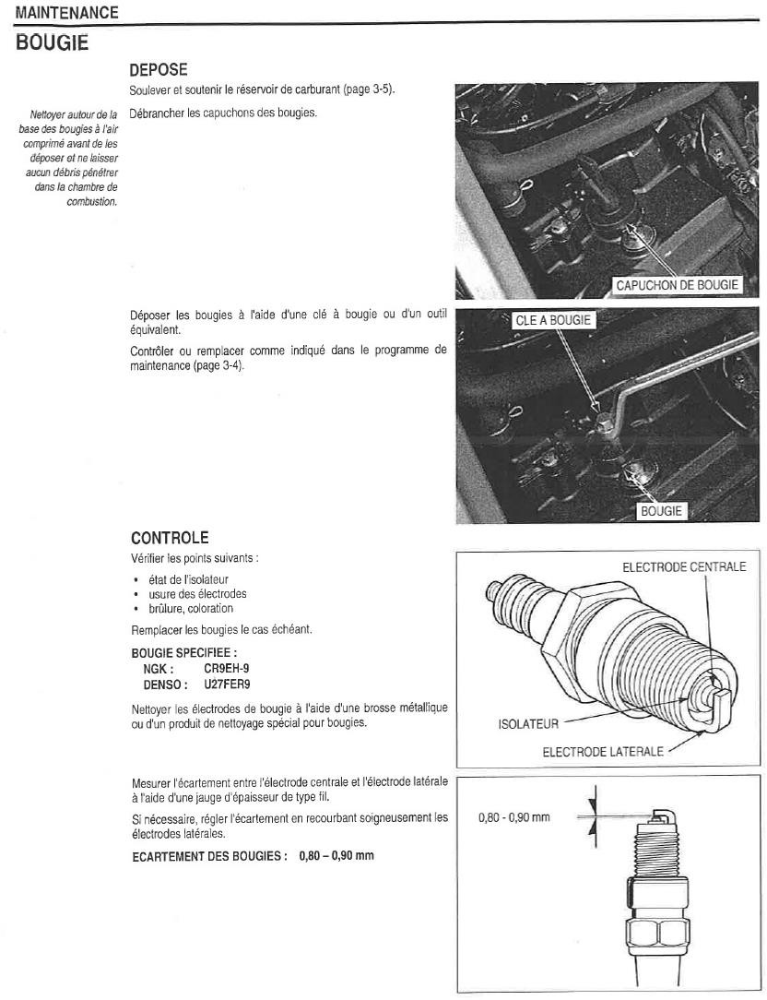 MAINTENANCE
BOUGIE
DEPOSE
Soulever et soutenir le réservoir de carburant (page 3-5).
Nettoyer autour de la
base des bougies à l'air
comprimé avant de les
déposer et ne laisser
aucun débris pénétrer
dans la chambre de
combustion.
Débrancher les capuchons des bougies.
CAPUCHON DE BOUGIE
Déposer les bougies à l'aide d'une clé à bougie ou d'un outil
équivalent.
Contrôler ou remplacer comme indiqué dans le programme de
maintenance (page 3-4).
CLE A BOUGIE
BOUGIE
CONTROLE
Vérifier les points suivants :
• état de l'isolateur
• usure des électrodes
• brûlure, coloration
Remplacer les bougies le cas échéant.
BOUGIE SPECIFIEE :
NGK : CR9EH-9
DENSO : U27FER9
Nettoyer les électrodes de bougie à l'aide d'une brosse métallique
ou d'un produit de nettoyage spécial pour bougies.
ELECTRODE CENTRALE
ISOLATEUR
ELECTRODE LATERALE
Mesurer l'écartement entre l'électrode centrale et l'électrode latérale
à l'aide d'une jauge d'épaisseur de type fil.
Si nécessaire, régler l'écartement en recourbant soigneusement les
électrodes latérales.
ECARTEMENT DES BOUGIES : 0,80 – 0,90 mm
0,80 - 0,90 mm